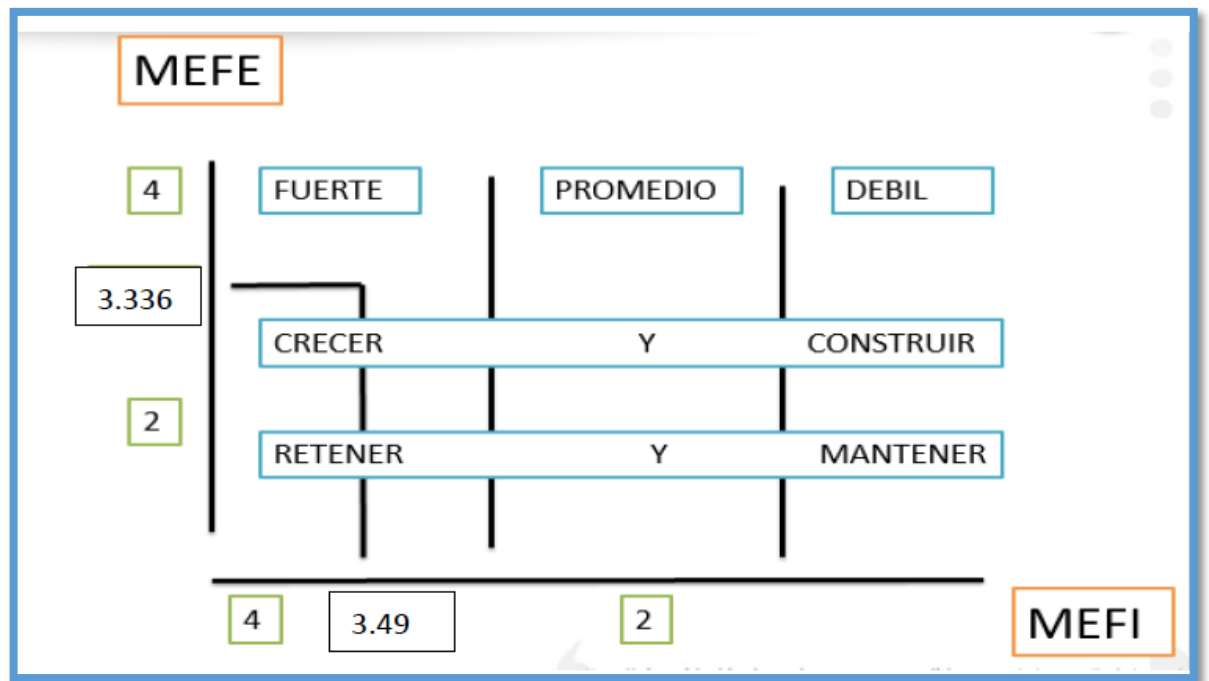 MEFE
4 FUERTE PROMEDIO DEBIL
3.336
CRECER Y CONSTRUIR
2
RETENER Y MANTENER
4 3.49 2 MEFI